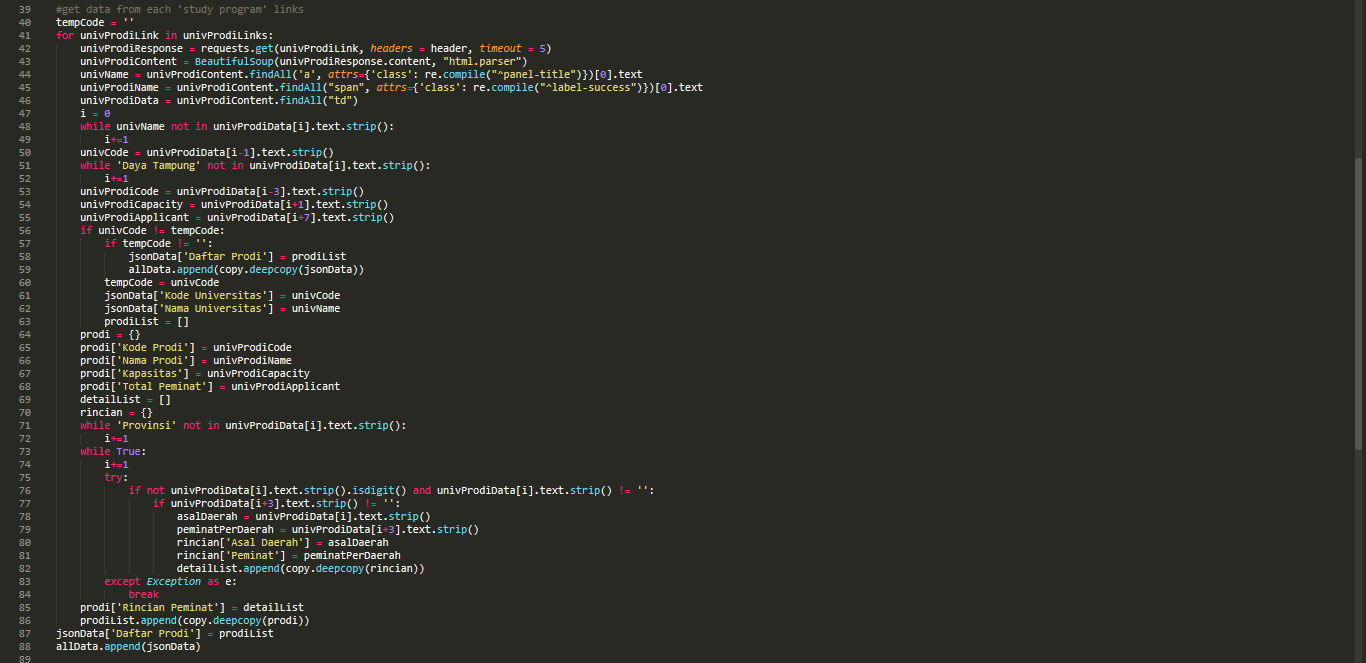 39 #get data from each 'study program' links
40 tempCode = ''
41 for univProdiLink in univProdiLinks:
42 univProdiResponse = requests.get(univProdiLink, headers = header, timeout = 5)
43 univProdiContent = BeautifulSoup(univProdiResponse.content, "html.parser")
44 univName = univProdiContent.findAll('a', attrs={'class': re.compile("^panel-title")})[0].text
45 univProdiName = univProdiContent.findAll("span", attrs={'class': re.compile("^label-success")})[0].text
46 univProdiData = univProdiContent.findAll("td")
47 i = 0
48 while univName not in univProdiData[i].text.strip():
49 i+=1
50 univCode = univProdiData[i-1].text.strip()
51 while 'Daya Tampung' not in univProdiData[i].text.strip():
52 i+=1
53 univProdiCode = univProdiData[i-3].text.strip()
54 univProdiCapacity = univProdiData[i+1].text.strip()
55 univProdiApplicant = univProdiData[i+7].text.strip()
56 if univCode != tempCode:
57 if tempCode != '':
58 jsonData['Daftar Prodi'] = prodiList
59 allData.append(copy.deepcopy(jsonData))
60 tempCode = univCode
61 jsonData['Kode Universitas'] = univCode
62 jsonData['Nama Universitas'] = univName
63 prodiList = []
64 prodi = {}
65 prodi['Kode Prodi'] = univProdiCode
66 prodi['Nama Prodi'] = univProdiName
67 prodi['Kapasitas'] = univProdiCapacity
68 prodi['Total Peminat'] = univProdiApplicant
69 detailList = []
70 rincian = {}
71 while 'Provinsi' not in univProdiData[i].text.strip():
72 i+=1
73 while True:
74 i+=1
75 try:
76 if not univProdiData[i].text.strip().isdigit() and univProdiData[i].text.strip() != '':
77 if univProdiData[i+3].text.strip() != '':
78 asalDaerah = univProdiData[i].text.strip()
79 peminatPerDaerah = univProdiData[i+3].text.strip()
80 rincian['Asal Daerah'] = asalDaerah
81 rincian['Peminat'] = peminatPerDaerah
82 detailList.append(copy.deepcopy(rincian))
83 except Exception as e:
84 break
85 prodi['Rincian Peminat'] = detailList
86 prodiList.append(copy.deepcopy(prodi))
87 jsonData['Daftar Prodi'] = prodiList
88 allData.append(jsonData)
89